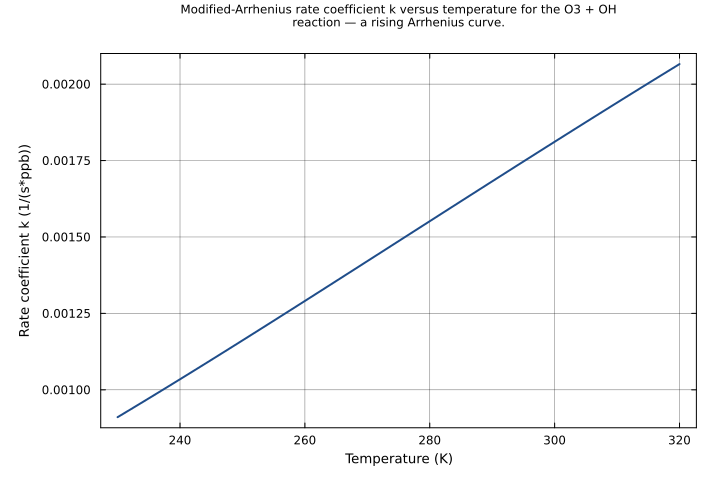 Modified-Arrhenius rate coefficient k versus temperature for the O3 + OH
reaction — a rising Arrhenius curve.
0.00200
0.00175
0.00150
0.00125
0.00100
Rate coefficient k (1/(s*ppb))
240
260
280
300
320
Temperature (K)